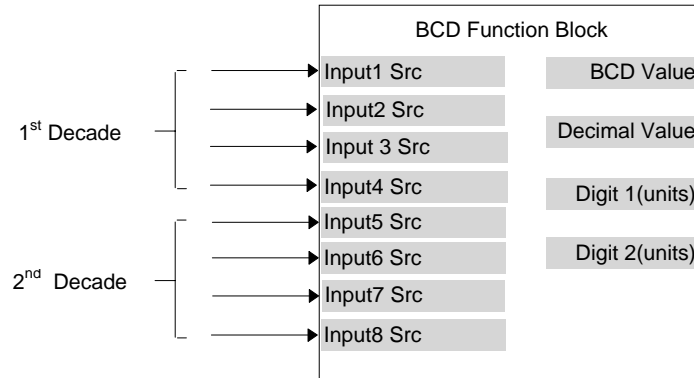 BCD Function Block
Input1 Src
BCD Value
Input2 Src
1st Decade
Decimal Value
Input 3 Src
Input4 Src
Digit 1(units)
Input5 Src
2nd Decade
Input6 Src
Digit 2(units)
Input7 Src
Input8 Src